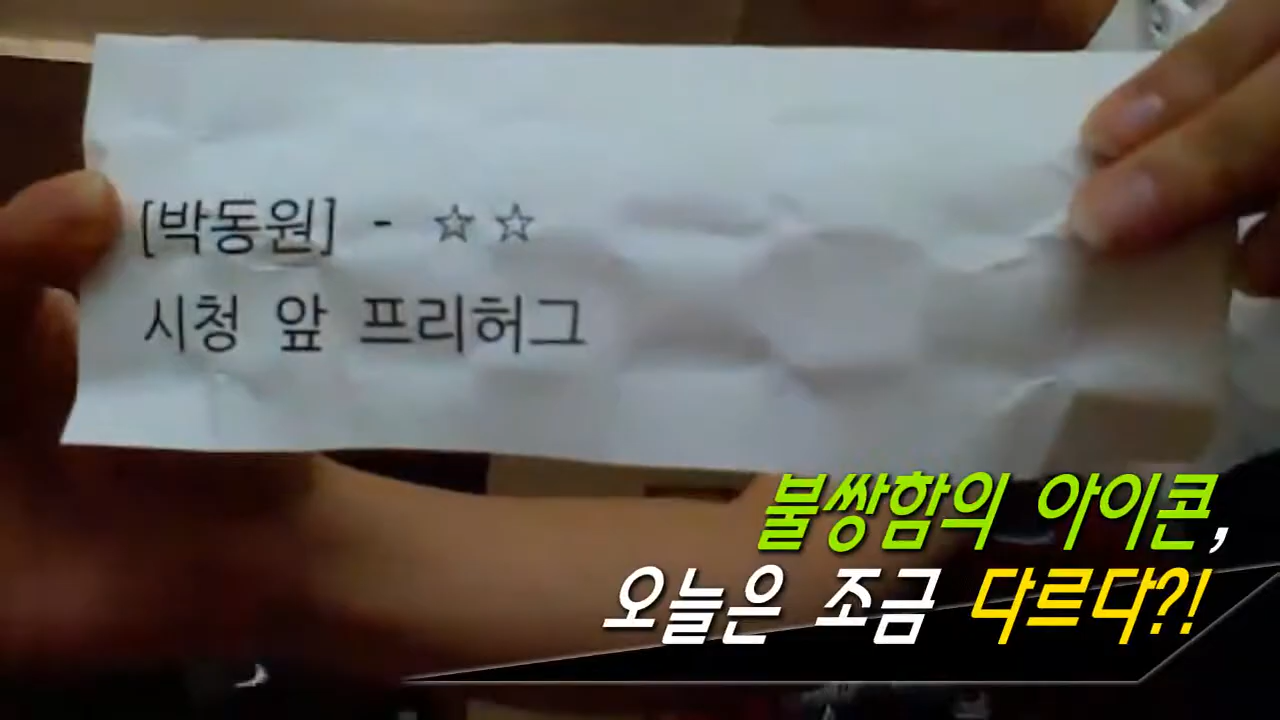 [박동원] - ☆☆
시청 앞 프리허그
불쌍함의 아이콘,
오늘은 조금 다르다?!